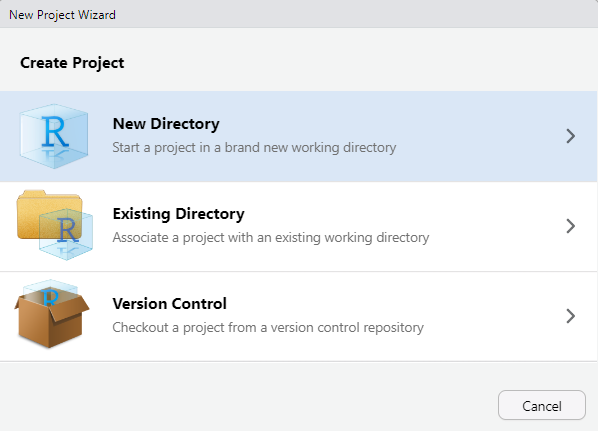 New Project Wizard
Create Project
R
New Directory
Start a project in a brand new working directory
R
Existing Directory
Associate a project with an existing working directory
R
Version Control
Checkout a project from a version control repository
Cancel